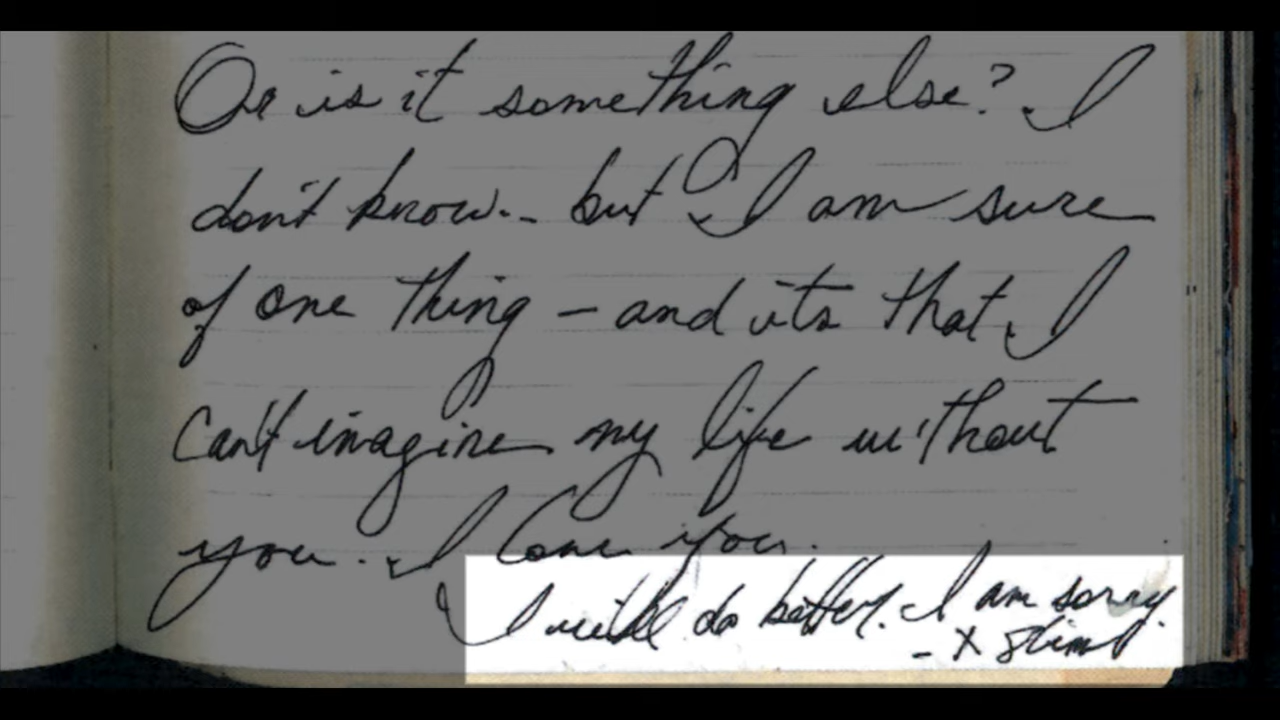 Or is it something else? I
don't know.- but I am sure
of one thing - and its that I
Can't imagine my life without
you. I love you.
I will do better. I am sorry.
- X